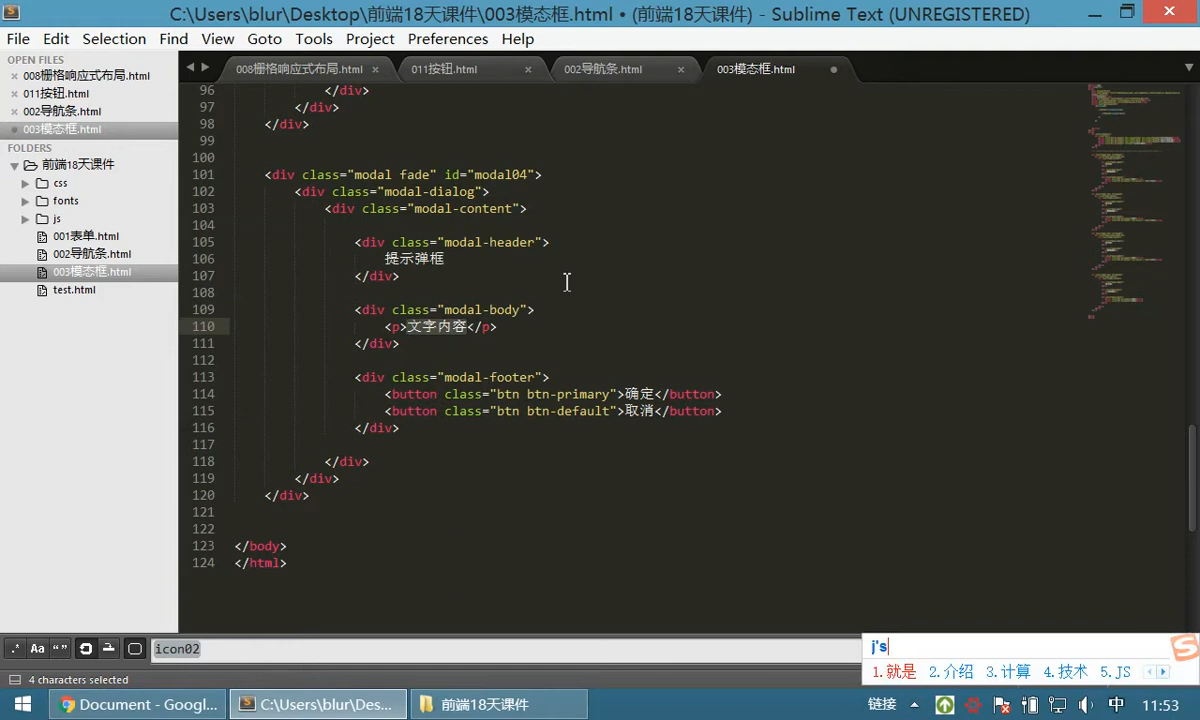 C:\Users\blur\Desktop\前端18天课件\003模态框.html • (前端18天课件) - Sublime Text (UNREGISTERED)
File Edit Selection Find View Goto Tools Project Preferences Help
OPEN FILES
008栅格响应式布局.html
011按钮.html
002导航条.html
003模态框.html
FOLDERS
前端18天课件
css
fonts
js
001表单.html
002导航条.html
003模态框.html
test.html
008栅格响应式布局.html
011按钮.html
002导航条.html
003模态框.html
96 </div>
97 </div>
98 </div>
99
100
101 <div class="modal fade" id="modal04">
102 <div class="modal-dialog">
103 <div class="modal-content">
104
105 <div class="modal-header">
106 提示弹框
107 </div>
108
109 <div class="modal-body">
110 <p>文字内容</p>
111 </div>
112
113 <div class="modal-footer">
114 <button class="btn btn-primary">确定</button>
115 <button class="btn btn-default">取消</button>
116 </div>
117
118 </div>
119 </div>
120 </div>
121
122
123 </body>
124 </html>
.* Aa “”
icon02
j's
1.就是 2.介绍 3.计算 4.技术 5.JS
4 characters selected
Document - Googl...
C:\Users\blur\Des...
前端18天课件
链接
中
11:53